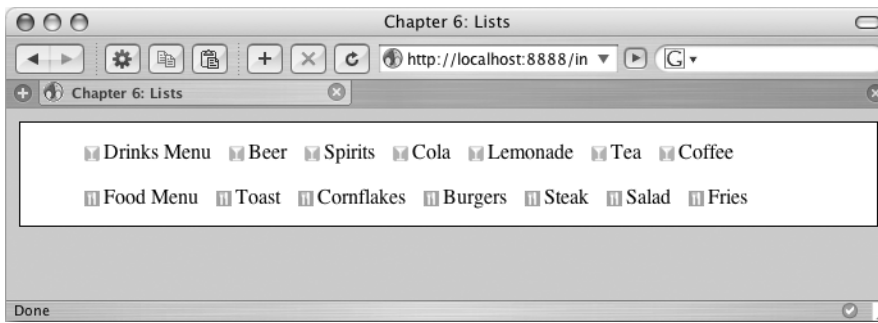 Chapter 6: Lists
http://localhost:8888/in
G
Chapter 6: Lists
Drinks Menu Beer Spirits Cola Lemonade Tea Coffee
Food Menu Toast Cornflakes Burgers Steak Salad Fries
Done